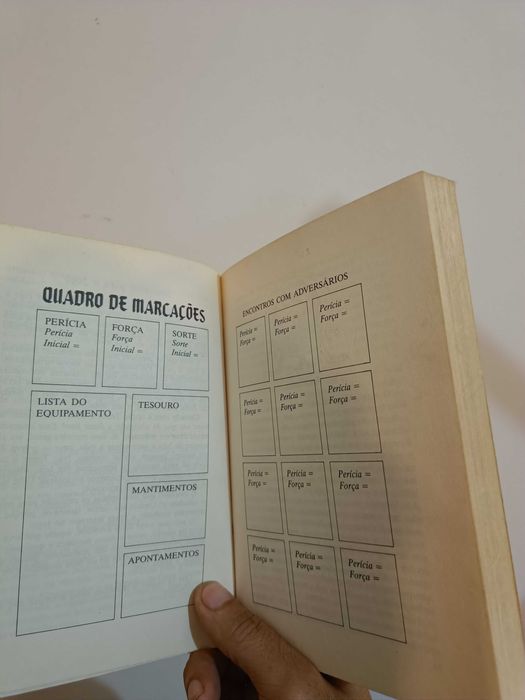 QUADRO DE MARCAÇÕES
PERÍCIA
Perícia
Inicial =
FORÇA
Força
Inicial =
SORTE
Sorte
Inicial =
LISTA DO
EQUIPAMENTO
TESOURO
MANTIMENTOS
APONTAMENTOS
ENCONTROS COM ADVERSÁRIOS
Perícia =
Força =
Perícia =
Força =
Perícia =
Força =
Perícia =
Força =
Perícia =
Força =
Perícia =
Força =
Perícia =
Força =
Perícia =
Força =
Perícia =
Força =
Perícia =
Força =
Perícia =
Força =
Perícia =
Força =